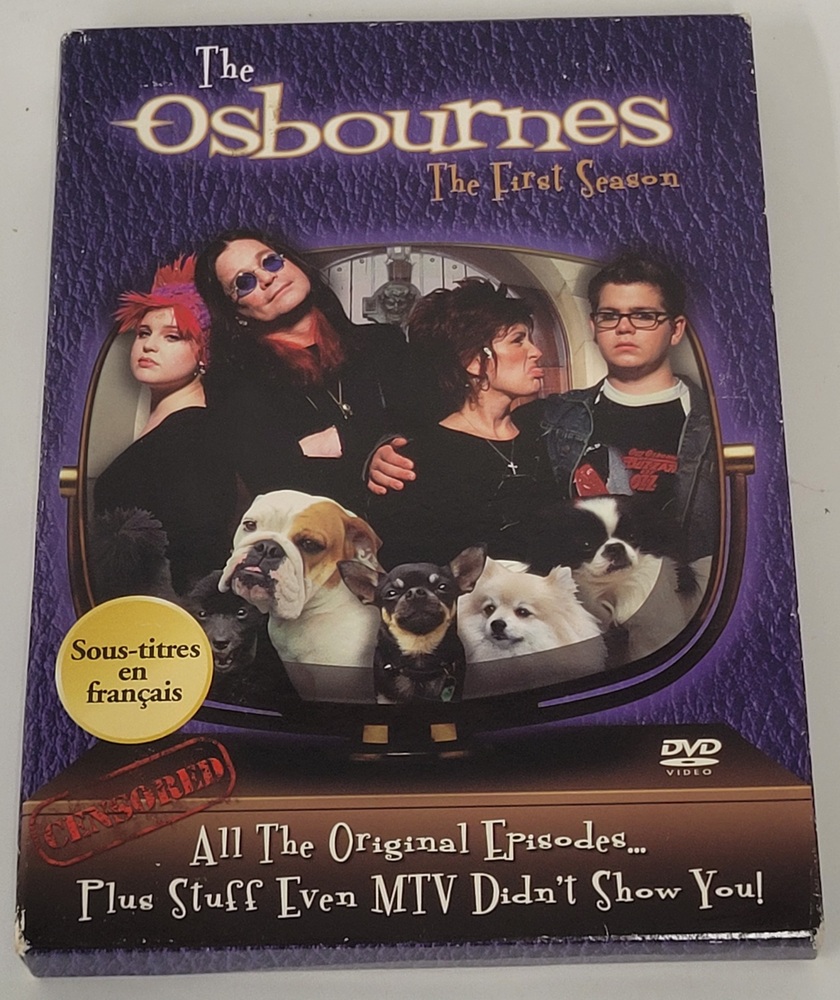 The
Osbournes
The First Season
Sous-titres
en
français
DVD
VIDEO
CENSORED
All The Original Episodes...
Plus Stuff Even MTV Didn't Show You!